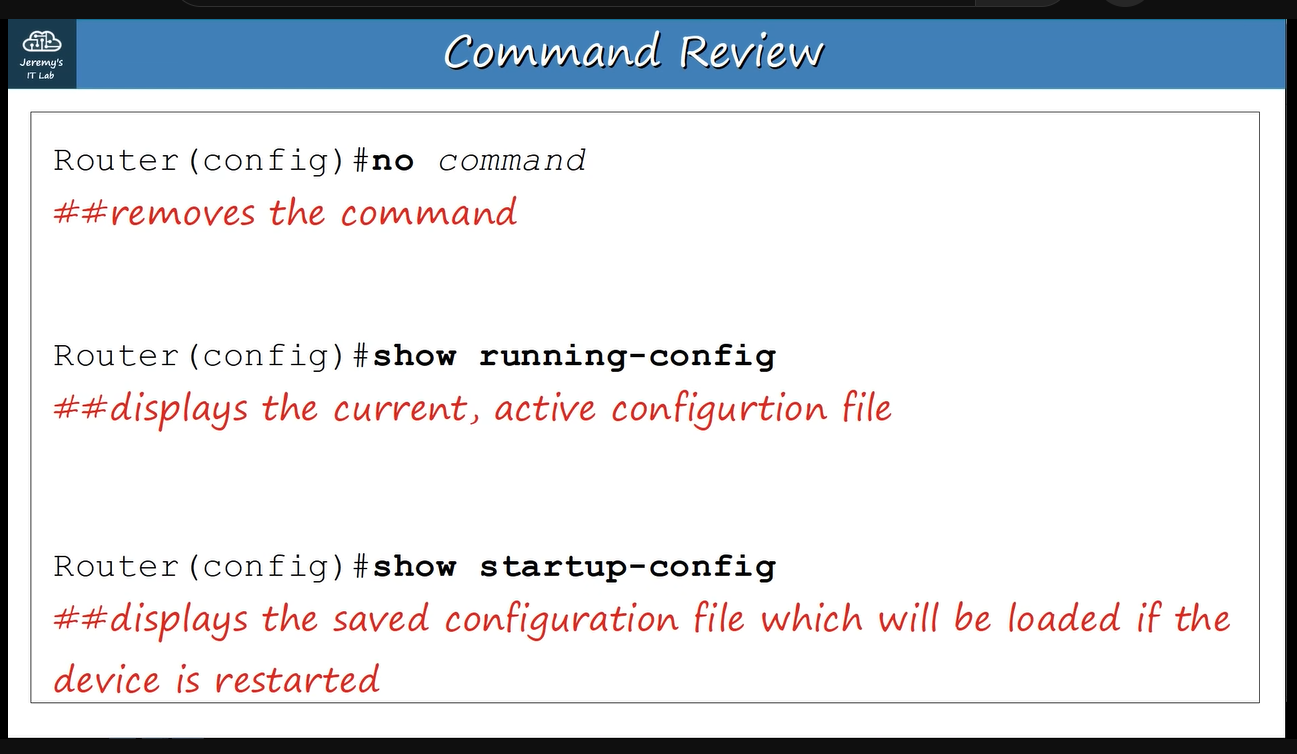 Jeremy's
IT Lab
Command Review
Router(config)#no command
##removes the command
Router(config)#show running-config
##displays the current, active configurtion file
Router(config)#show startup-config
##displays the saved configuration file which will be loaded if the
device is restarted